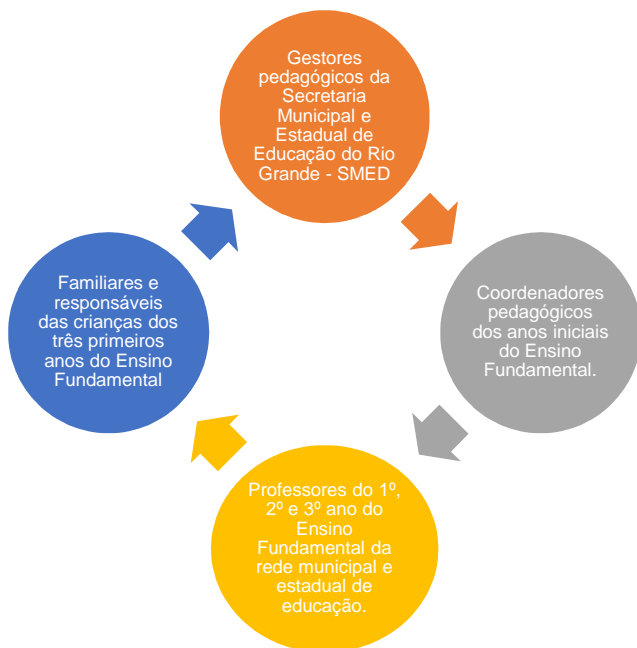 Gestores
pedagógicos da
Secretaria
Municipal e
Estadual de
Educação do Rio
Grande - SMED
Familiares e
responsáveis
das crianças dos
três primeiros
anos do Ensino
Fundamental
Coordenadores
pedagógicos
dos anos iniciais
do Ensino
Fundamental.
Professores do 1º,
2º e 3º ano do
Ensino
Fundamental da
rede municipal e
estadual de
educação.